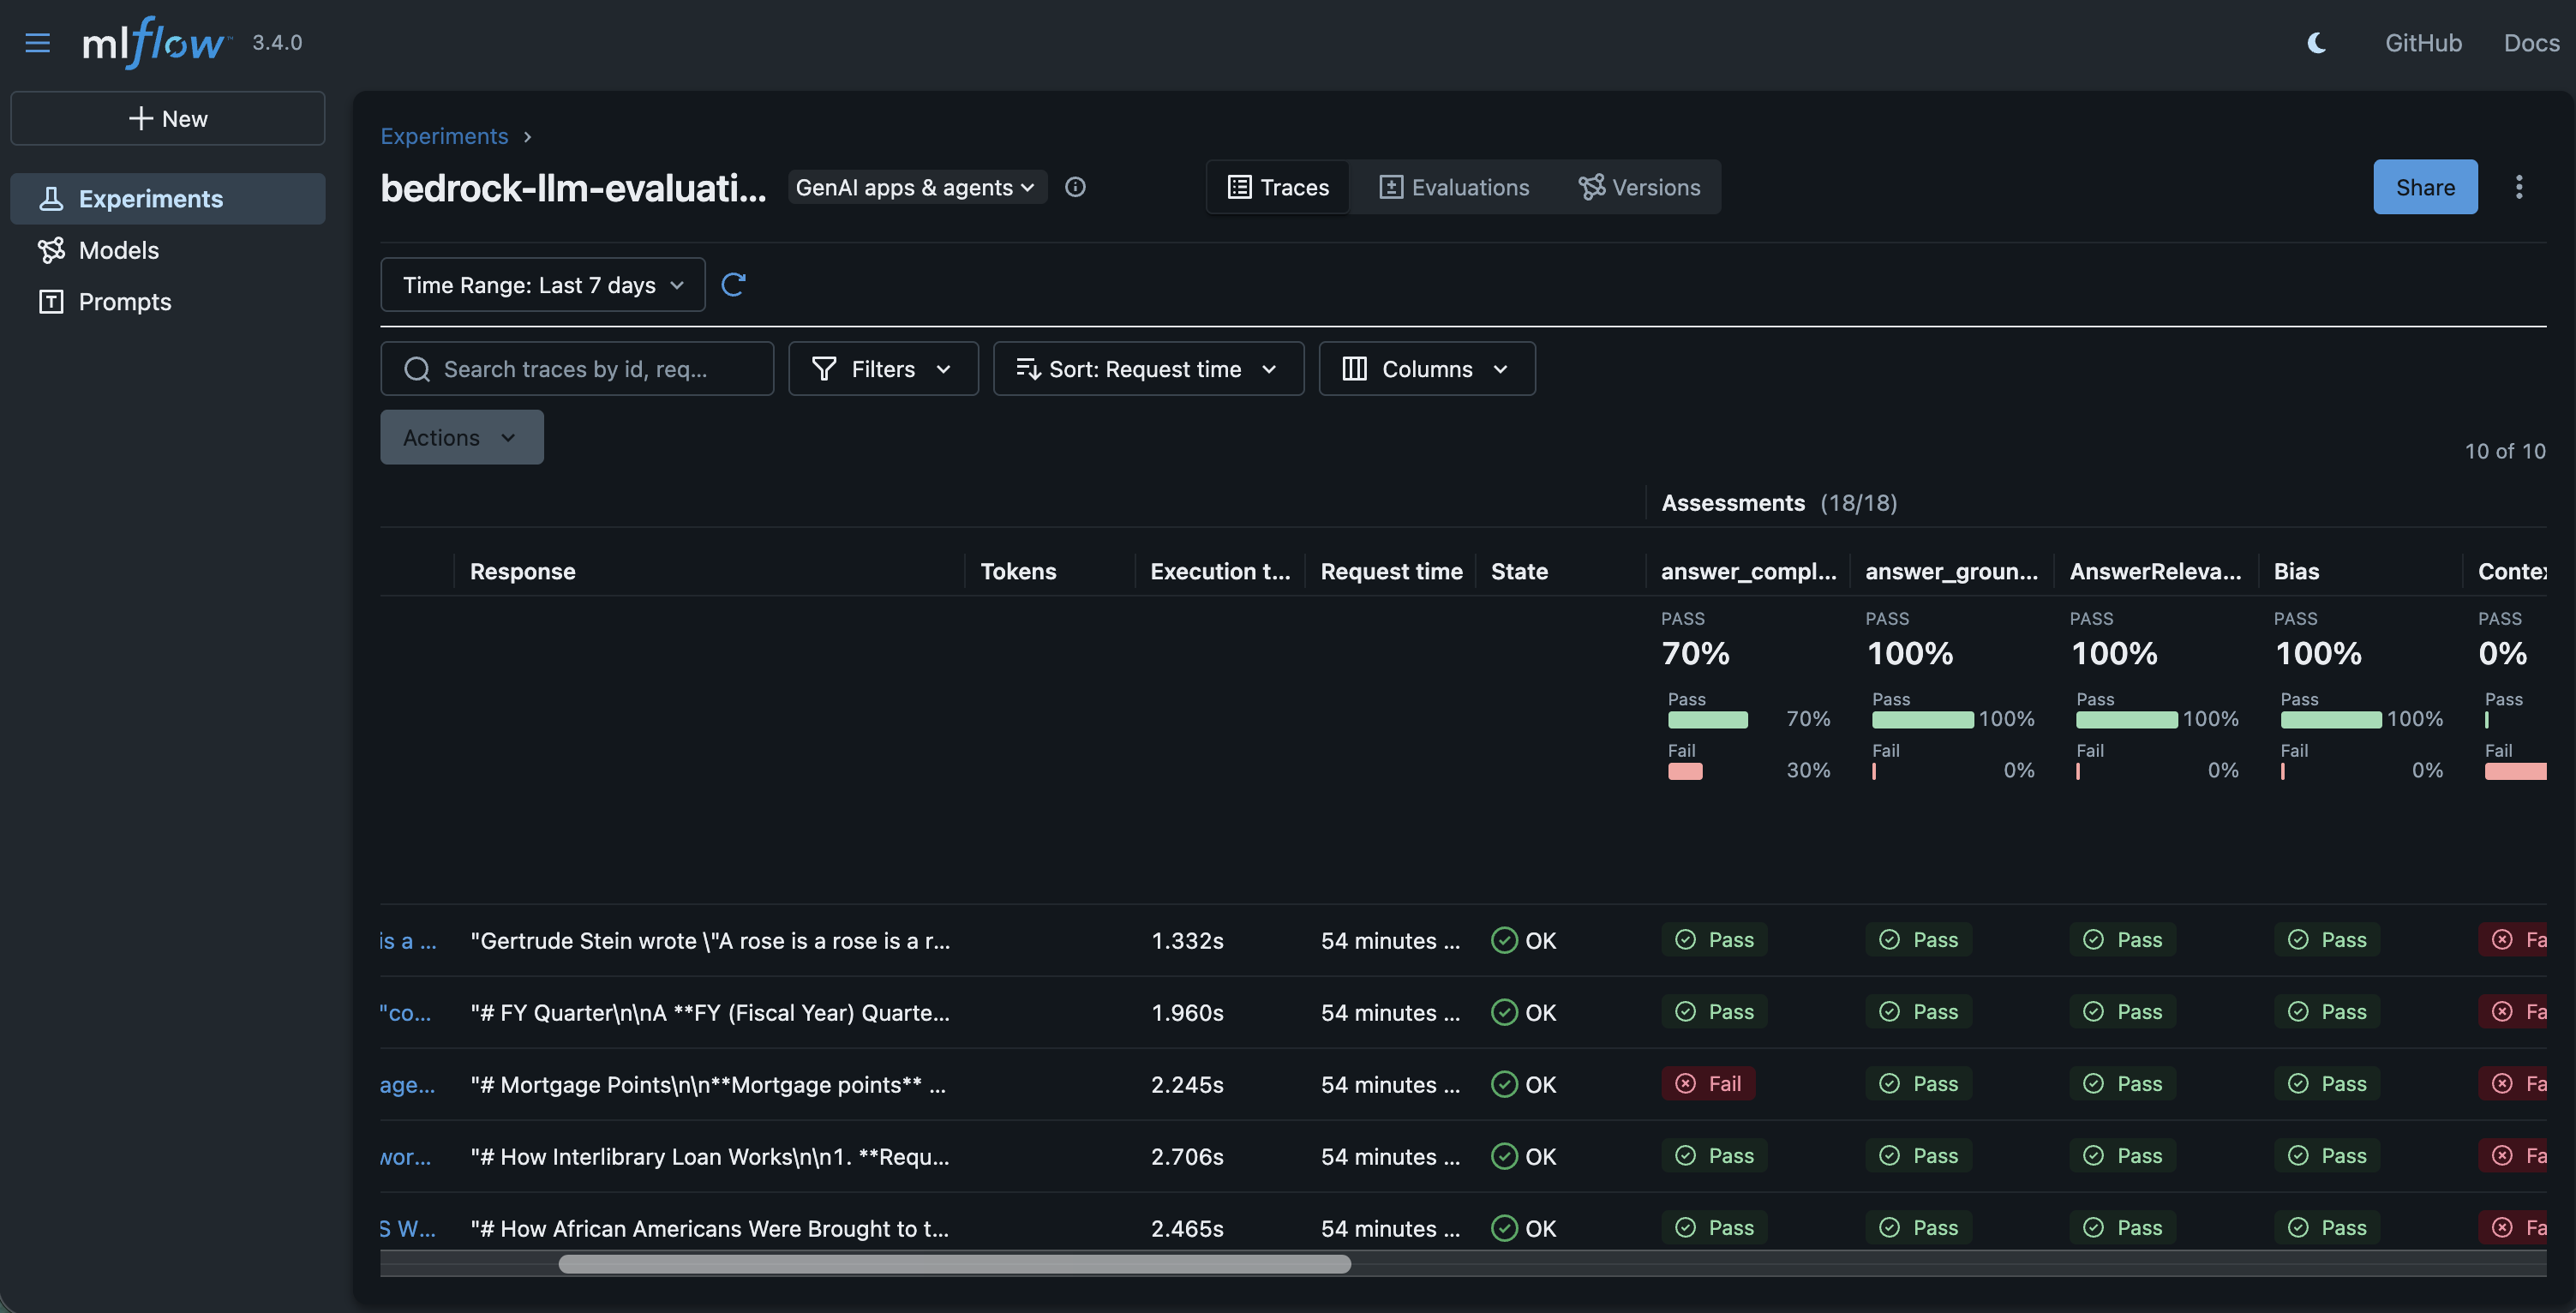 mlflow™ 3.4.0
GitHub
Docs
New
Experiments
Models
Prompts
Experiments
bedrock-llm-evaluati...
GenAI apps & agents
Traces
Evaluations
Versions
Share
Time Range: Last 7 days
Search traces by id, req...
Filters
Sort: Request time
Columns
Actions
10 of 10
Assessments (18/18)
Response Tokens Execution t... Request time State answer_compl... answer_groun... AnswerReleva... Bias Contex
PASS PASS PASS PASS PASS
70% 100% 100% 100% 0%
Pass Pass Pass Pass Pass
70% 100% 100% 100%
Fail Fail Fail Fail Fail
30% 0% 0% 0%
is a ... "Gertrude Stein wrote \"A rose is a rose is a r... 1.332s 54 minutes ... OK Pass Pass Pass Pass Fa
"co... "# FY Quarter\n\nA **FY (Fiscal Year) Quarte... 1.960s 54 minutes ... OK Pass Pass Pass Pass Fa
age... "# Mortgage Points\n\n**Mortgage points** ... 2.245s 54 minutes ... OK Fail Pass Pass Pass Fa
wor... "# How Interlibrary Loan Works\n\n1. **Requ... 2.706s 54 minutes ... OK Pass Pass Pass Pass Fa
S W... "# How African Americans Were Brought to t... 2.465s 54 minutes ... OK Pass Pass Pass Pass Fa